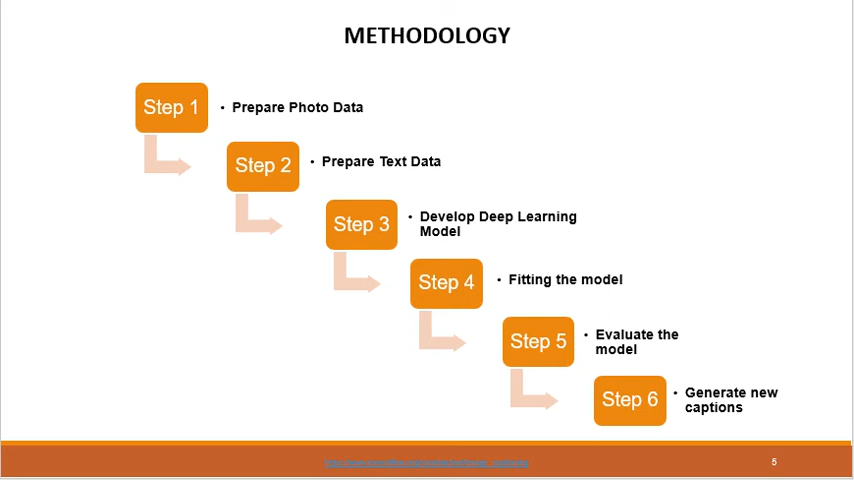 METHODOLOGY
Step 1
• Prepare Photo Data
Step 2
• Prepare Text Data
Step 3
• Develop Deep Learning
Model
Step 4
• Fitting the model
Step 5
• Evaluate the
model
Step 6
• Generate new
captions
5